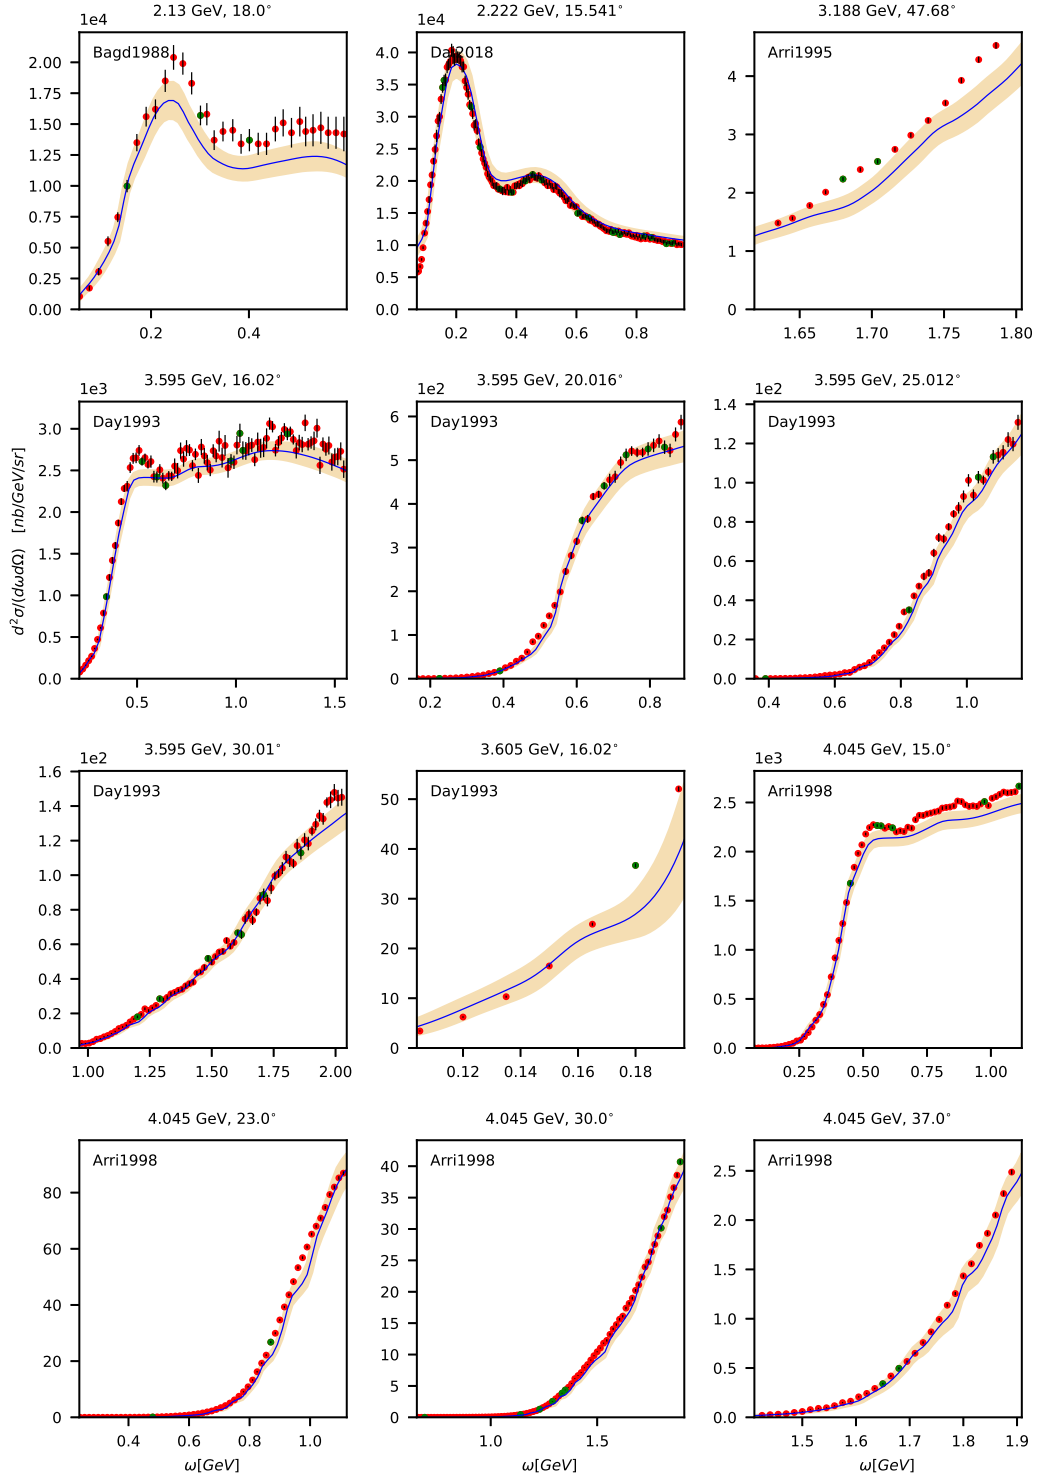 2.13 GeV, 18.0°
2.222 GeV, 15.541°
3.188 GeV, 47.68°
1e4
1e4
Bagd1988
Dai2018
Arri1995
2.00
1.75
1.50
1.25
1.00
0.75
0.50
0.25
0.00
4.0
3.5
3.0
2.5
2.0
1.5
1.0
0.5
0.0
4
3
2
1
0
0.2 0.4
0.2 0.4 0.6 0.8
1.65 1.70 1.75 1.80
3.595 GeV, 16.02°
3.595 GeV, 20.016°
3.595 GeV, 25.012°
1e3
1e2
1e2
Day1993
Day1993
Day1993
3.0
2.5
2.0
1.5
1.0
0.5
0.0
6
5
4
3
2
1
0
1.4
1.2
1.0
0.8
0.6
0.4
0.2
0.0
d²σ/(dωdΩ) [nb/GeV/sr]
0.5 1.0 1.5
0.2 0.4 0.6 0.8
0.4 0.6 0.8 1.0
3.595 GeV, 30.01°
3.605 GeV, 16.02°
4.045 GeV, 15.0°
1e2
1e3
Day1993
Day1993
Arri1998
1.6
1.4
1.2
1.0
0.8
0.6
0.4
0.2
0.0
50
40
30
20
10
0
2.5
2.0
1.5
1.0
0.5
0.0
1.00 1.25 1.50 1.75 2.00
0.12 0.14 0.16 0.18
0.25 0.50 0.75 1.00
4.045 GeV, 23.0°
4.045 GeV, 30.0°
4.045 GeV, 37.0°
Arri1998
Arri1998
Arri1998
80
60
40
20
0
40
35
30
25
20
15
10
5
0
2.5
2.0
1.5
1.0
0.5
0.0
0.4 0.6 0.8 1.0
1.0 1.5
1.5 1.6 1.7 1.8 1.9
ω[GeV]
ω[GeV]
ω[GeV]